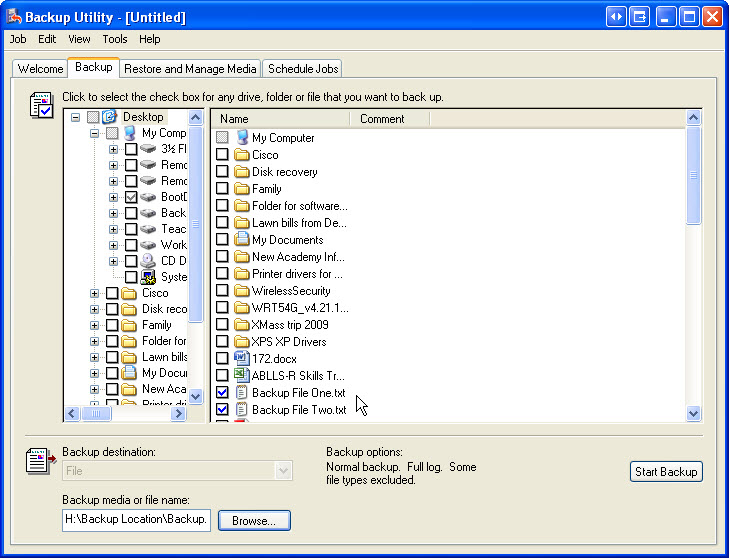 Backup Utility - [Untitled]
Job Edit View Tools Help
Welcome Backup Restore and Manage Media Schedule Jobs
Click to select the check box for any drive, folder or file that you want to back up.
Desktop
My Comp
3½ Fl
Remo
Remo
BootD
Back
Teac
Work
CD D
Syste
Cisco
Disk reco
Family
Folder for
Lawn bills
My Docu
New Aca
Printer dri
Name Comment
My Computer
Cisco
Disk recovery
Family
Folder for software...
Lawn bills from De...
My Documents
New Academy Inf...
Printer drivers for ...
WirelessSecurity
WRT54G_v4.21.1...
XMass trip 2009
XPS XP Drivers
172.docx
ABLLS-R Skills Tr...
Backup File One.txt
Backup File Two.txt
Backup destination:
File
Backup media or file name:
H:\Backup Location\Backup.
Browse...
Backup options:
Normal backup. Full log. Some
file types excluded.
Start Backup